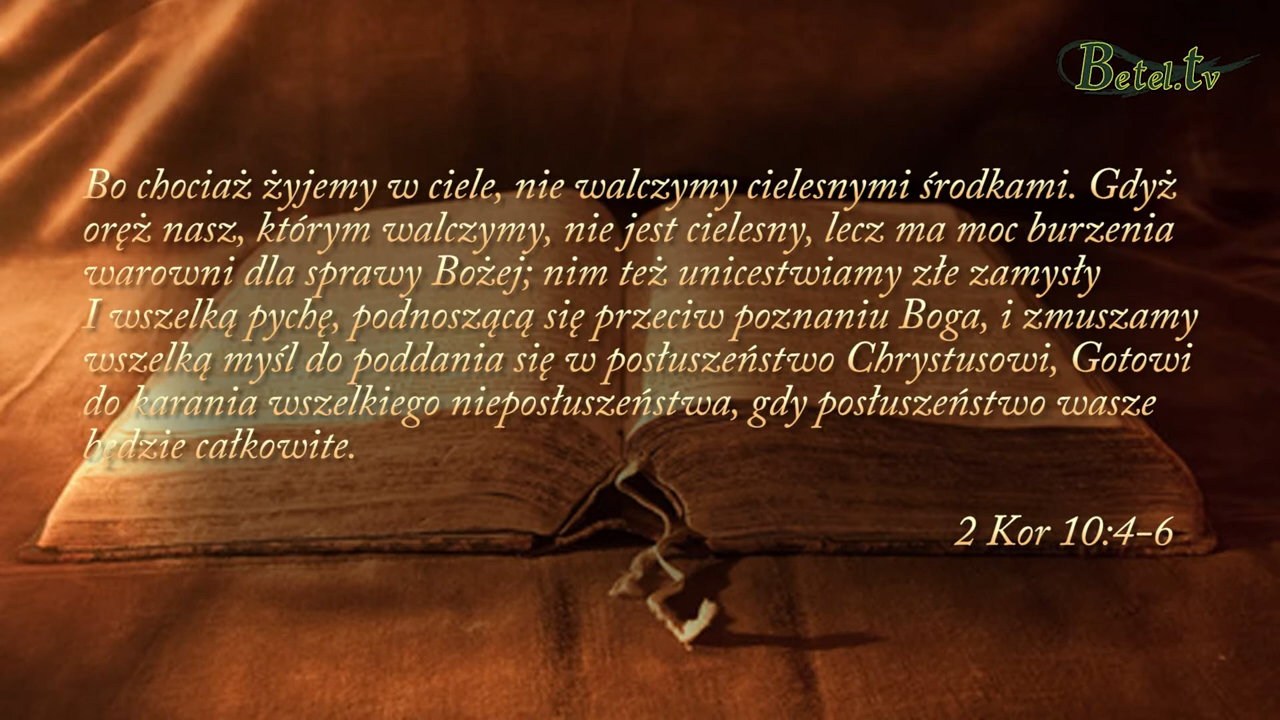 Betel.tv
Bo chociaż żyjemy w ciele, nie walczymy cielesnymi środkami. Gdyż
oręż nasz, którym walczymy, nie jest cielesny, lecz ma moc burzenia
warowni dla sprawy Bożej; nim też unicestwiamy złe zamysły
I wszelką pychę, podnoszącą się przeciw poznaniu Boga, i zmuszamy
wszelką myśl do poddania się w posłuszeństwo Chrystusowi, Gotowi
do karania wszelkiego nieposłuszeństwa, gdy posłuszeństwo wasze
będzie całkowite.
2 Kor 10:4-6